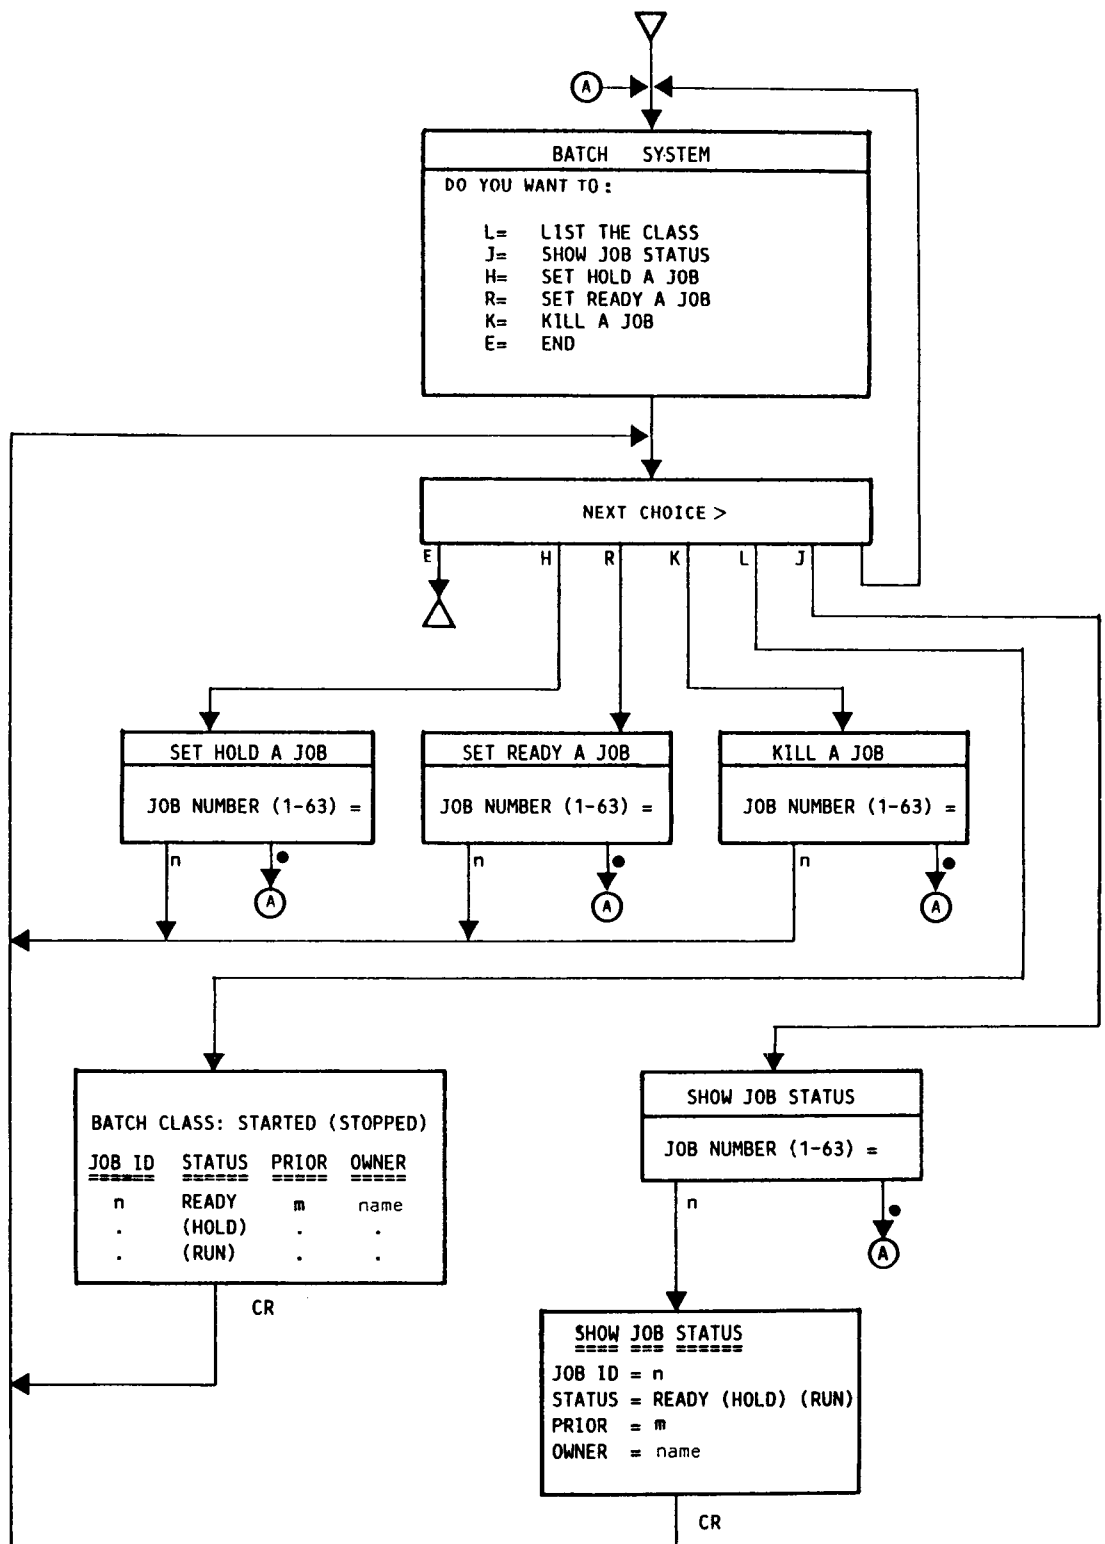 A
BATCH SYSTEM
DO YOU WANT TO:
L= LIST THE CLASS
J= SHOW JOB STATUS
H= SET HOLD A JOB
R= SET READY A JOB
K= KILL A JOB
E= END
NEXT CHOICE >
E H R K L J
SET HOLD A JOB
JOB NUMBER (1-63) =
n
A
SET READY A JOB
JOB NUMBER (1-63) =
n
A
KILL A JOB
JOB NUMBER (1-63) =
n
A
BATCH CLASS: STARTED (STOPPED)
JOB ID STATUS PRIOR OWNER
====== ====== ===== =====
n READY m name
. (HOLD) . .
. (RUN) . .
CR
SHOW JOB STATUS
JOB NUMBER (1-63) =
n
A
SHOW JOB STATUS
==== === ======
JOB ID = n
STATUS = READY (HOLD) (RUN)
PRIOR = m
OWNER = name
CR